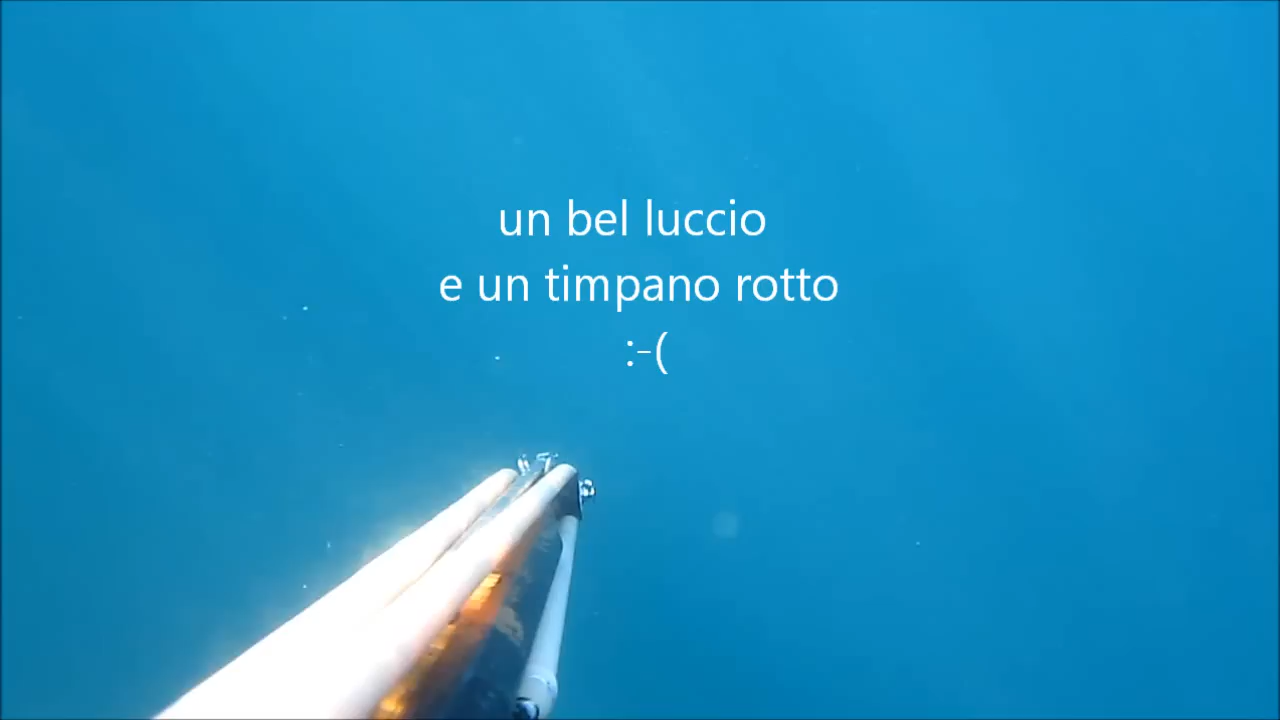 un bel luccio
e un timpano rotto
:-(